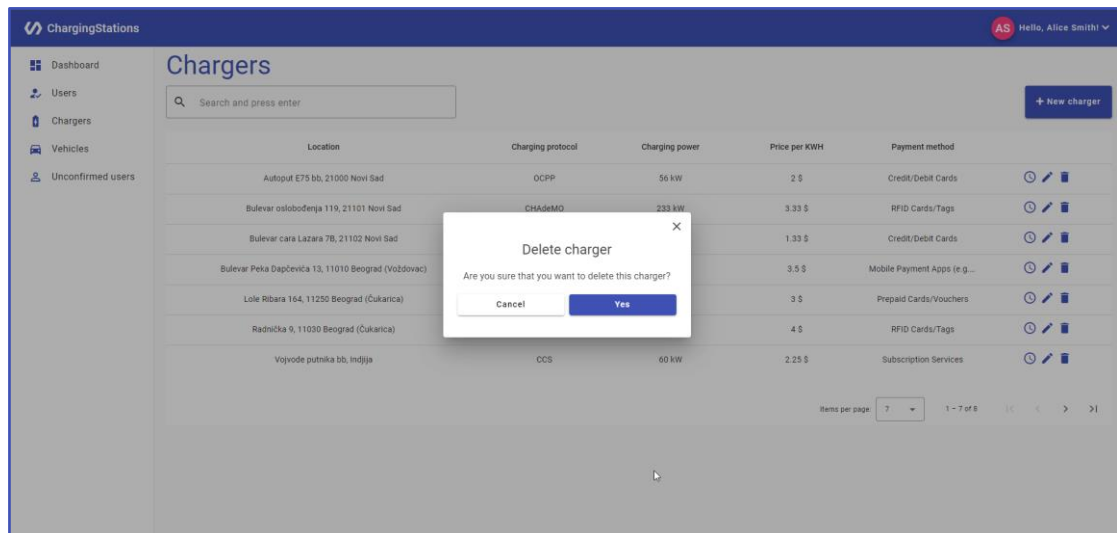 ChargingStations
AS Hello, Alice Smith!
Dashboard
Users
Chargers
Vehicles
Unconfirmed users
Chargers
Search and press enter
+ New charger
Location Charging protocol Charging power Price per KWH Payment method
Autoput E75 bb, 21000 Novi Sad OCPP 56 kW 2 $ Credit/Debit Cards
Bulevar oslobođenja 119, 21101 Novi Sad CHAdeMO 233 kW 3.33 $ RFID Cards/Tags
Bulevar cara Lazara 7B, 21102 Novi Sad 1.33 $ Credit/Debit Cards
Bulevar Peka Dapčevića 13, 11010 Beograd (Voždovac) 3.5 $ Mobile Payment Apps (e.g....
Lole Ribara 164, 11250 Beograd (Čukarica) 3 $ Prepaid Cards/Vouchers
Radnička 9, 11030 Beograd (Čukarica) 4 $ RFID Cards/Tags
Vojvode putnika bb, Indjija CCS 60 kW 2.25 $ Subscription Services
Delete charger
Are you sure that you want to delete this charger?
Cancel Yes
Items per page: 7 1 – 7 of 8